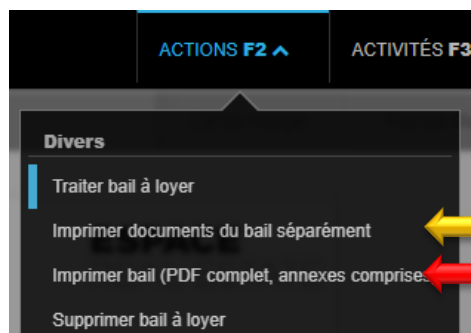 ACTIONS F2 ACTIVITÉS F3
Divers
Traiter bail à loyer
Imprimer documents du bail séparément
ESPACE
Imprimer bail (PDF complet, annexes comprises
Supprimer bail à loyer